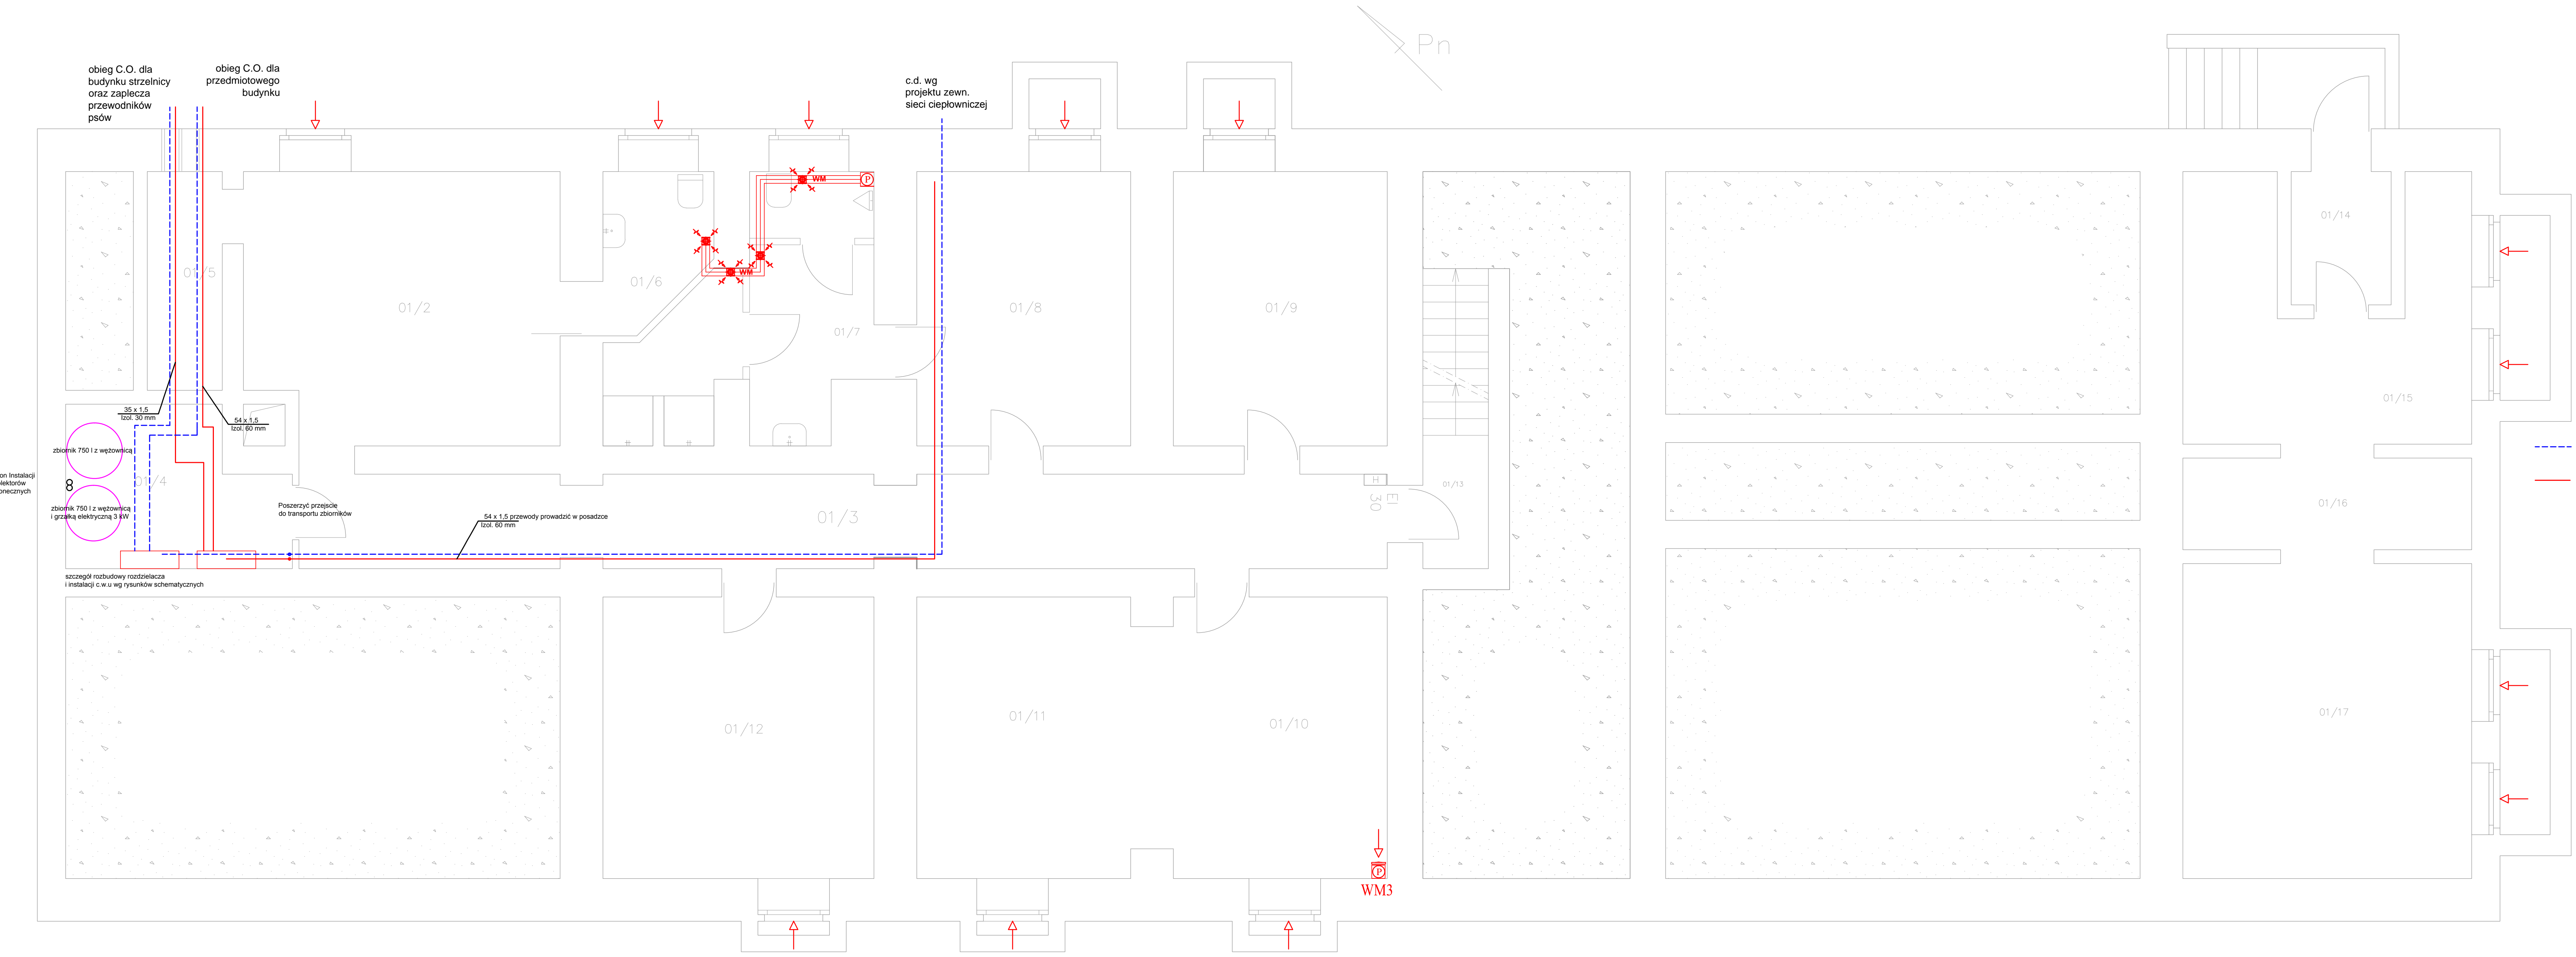 Pn
obieg C.O. dla
budynku strzelnicy
oraz zaplecza
przewodników
psów
obieg C.O. dla
przedmiotowego
budynku
c.d. wg
projektu zewn.
sieci ciepłowniczej
WM
P
WM
01/5
01/2
01/6
01/7
01/8
01/9
01/14
01/15
35 x 1,5
Izol. 30 mm
54 x 1,5
Izol. 60 mm
zbiornik 750 l z wężownicą
on Instalacji
olektorów
onecznych
01/4
8
zbiornik 750 l z wężownicą
i grzałką elektryczną 3 kW
Poszerzyć przejście
do transportu zbiorników
54 x 1,5 przewody prowadzić w posadzce
Izol. 60 mm
01/3
H
EI
30
01/13
01/16
szczegół rozbudowy rozdzielacza
i instalacji c.w.u wg rysunków schematycznych
01/12
01/11
01/10
01/17
P
WM3